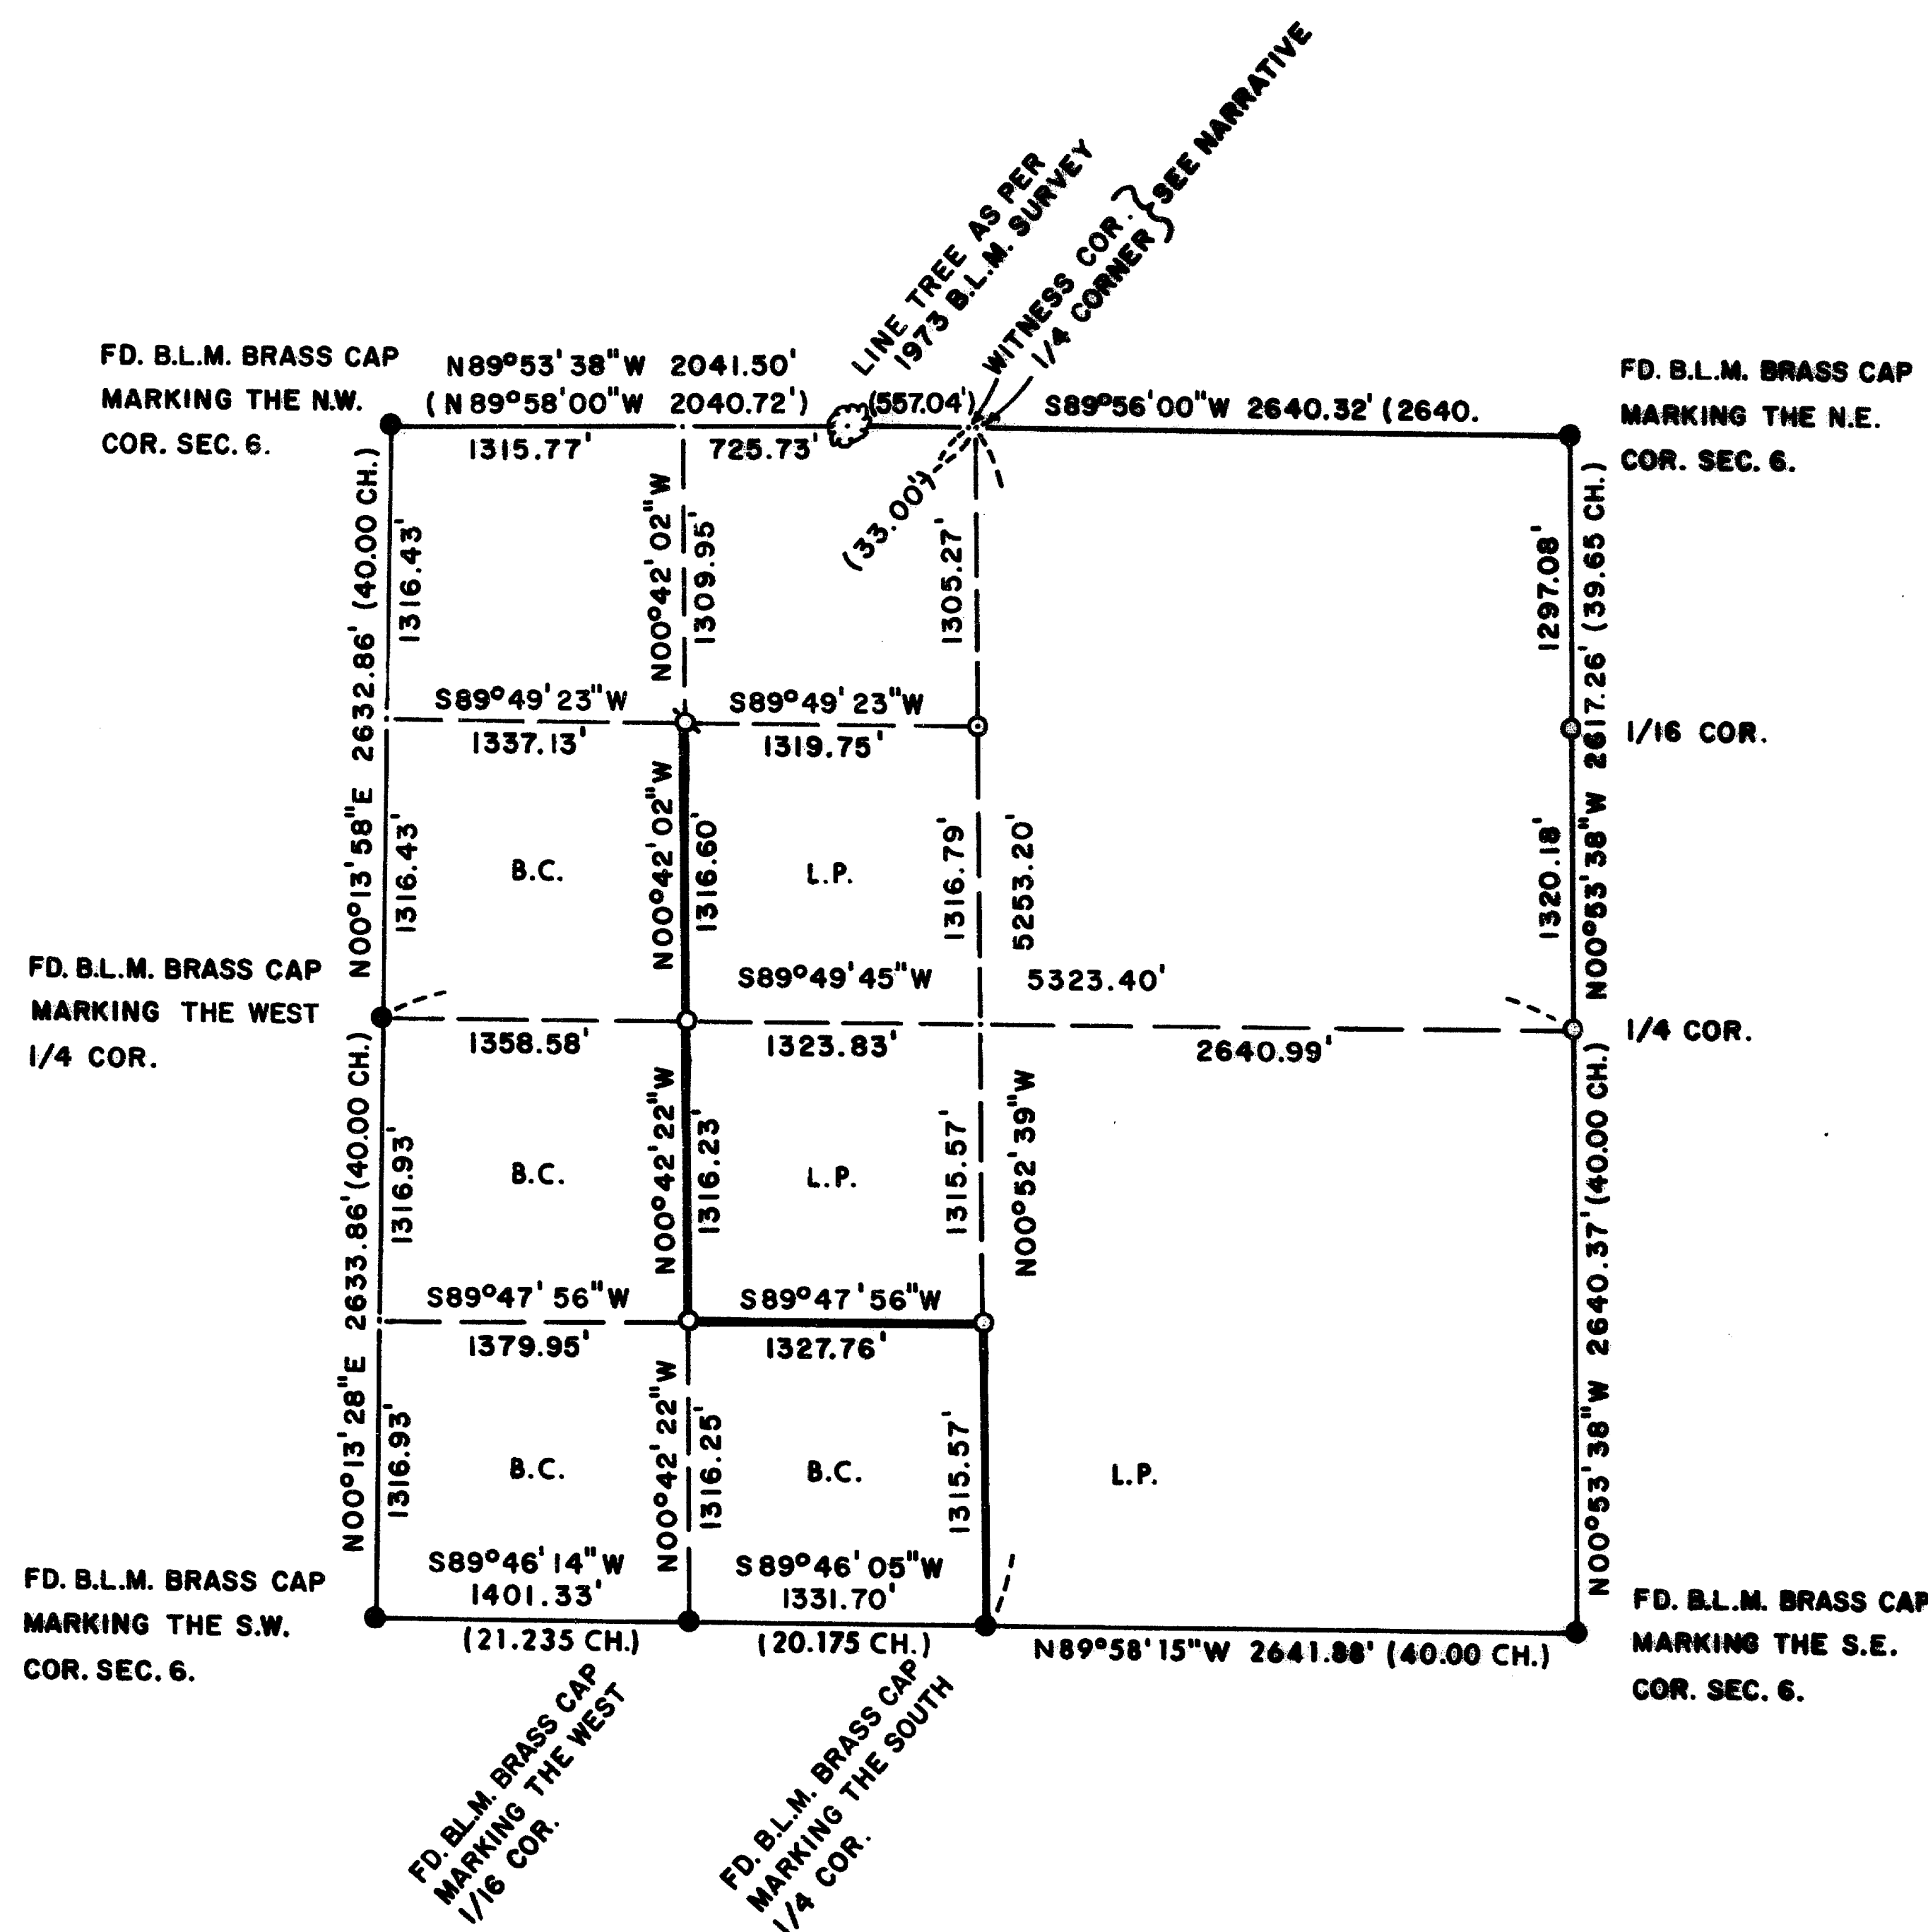 LINE TREE AS PER
1973 B.L.M. SURVEY
WITNESS COR.
1/4 CORNER
SEE NARRATIVE
FD. B.L.M. BRASS CAP
MARKING THE N.W.
COR. SEC. 6.
N89°53'38"W 2041.50'
(N89°58'00"W 2040.72')
1315.77'
725.73'
(557.04')
(33.00')
S89°56'00"W 2640.32' (2640.
FD. B.L.M. BRASS CAP
MARKING THE N.E.
COR. SEC. 6.
N00°13'58"E 2632.86' (40.00 CH.)
1316.43'
N00°42'02"W
1309.95'
1305.27'
1297.08'
N00°53'38"W 2617.26' (39.65 CH.)
S89°49'23"W
1337.13'
S89°49'23"W
1319.75'
1/16 COR.
1316.43'
B.C.
N00°42'02"W
1316.60'
L.P.
1316.79'
5253.20'
1320.18'
FD. B.L.M. BRASS CAP
MARKING THE WEST
1/4 COR.
S89°49'45"W
5323.40'
1358.58'
1323.83'
2640.99'
1/4 COR.
N00°13'28"E 2633.86' (40.00 CH.)
1316.93'
B.C.
N00°42'22"W
1316.23'
L.P.
1315.57'
N00°52'39"W
N00°53'38"W 2640.37' (40.00 CH.)
S89°47'56"W
1379.95'
S89°47'56"W
1327.76'
1316.93'
B.C.
N00°42'22"W
1316.25'
B.C.
1315.57'
L.P.
FD. B.L.M. BRASS CAP
MARKING THE S.W.
COR. SEC. 6.
S89°46'14"W
1401.33'
(21.235 CH.)
S89°46'05"W
1331.70'
(20.175 CH.)
N89°58'15"W 2641.88' (40.00 CH.)
FD. B.L.M. BRASS CAP
MARKING THE S.E.
COR. SEC. 6.
FD. B.L.M. BRASS CAP
MARKING THE WEST
1/16 COR.
FD. B.L.M. BRASS CAP
MARKING THE SOUTH
1/4 COR.